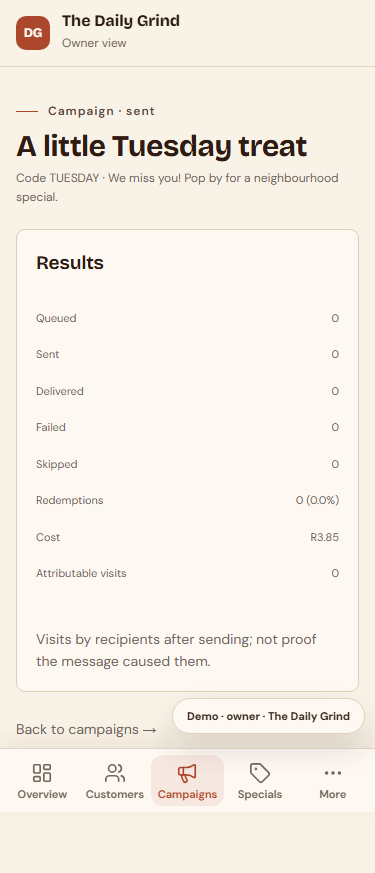 DG
The Daily Grind
Owner view
Campaign · sent
A little Tuesday treat
Code TUESDAY · We miss you! Pop by for a neighbourhood
special.
Results
Queued 0
Sent 0
Delivered 0
Failed 0
Skipped 0
Redemptions 0 (0.0%)
Cost R3.85
Attributable visits 0
Visits by recipients after sending; not proof
the message caused them.
Demo · owner · The Daily Grind
Back to campaigns →
Overview Customers Campaigns Specials More